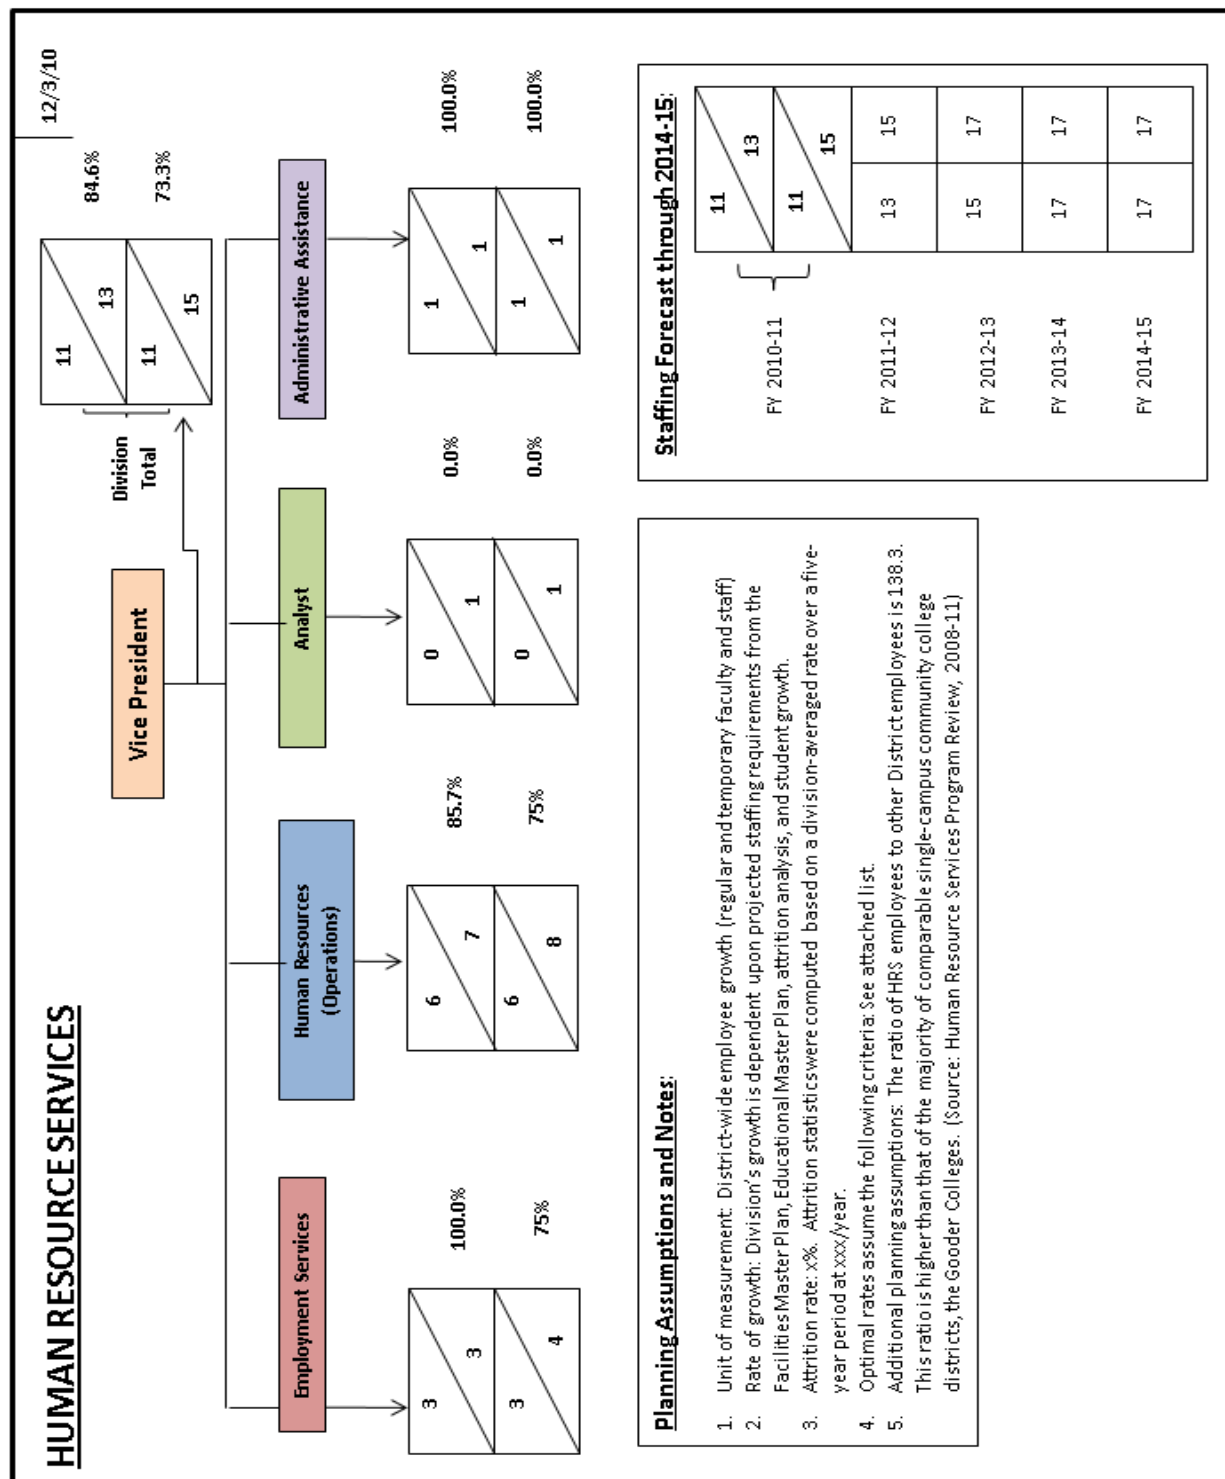 HUMAN RESOURCE SERVICES
12/3/10
Vice President
Division
Total
11
13
84.6%
11
15
73.3%
Employment Services
Human Resources
(Operations)
Analyst
Administrative Assistance
3
3
100.0%
3
4
75%
6
7
85.7%
6
8
75%
0
1
0.0%
0
1
0.0%
1
1
100.0%
1
1
100.0%
Planning Assumptions and Notes:
1. Unit of measurement: District-wide employee growth (regular and temporary faculty and staff)
2. Rate of growth: Division's growth is dependent upon projected staffing requirements from the
Facilities Master Plan, Educational Master Plan, attrition analysis, and student growth.
3. Attrition rate: x%. Attrition statistics were computed based on a division-averaged rate over a five-
year period at xxx/year.
4. Optimal rates assume the following criteria: See attached list.
5. Additional planning assumptions: The ratio of HRS employees to other District employees is 138.3.
This ratio is higher than that of the majority of comparable single-campus community college
districts, the Gooder Colleges. (Source: Human Resource Services Program Review, 2008-11)
Staffing Forecast through 2014-15:
FY 2010-11
11
13
11
15
FY 2011-12 13 15
FY 2012-13 15 17
FY 2013-14 17 17
FY 2014-15 17 17